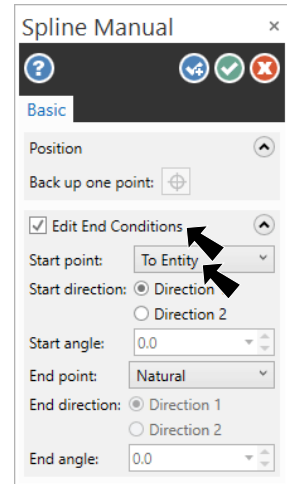 Spline Manual ×
Basic
Position
Back up one point:
Edit End Conditions
Start point: To Entity
Start direction: Direction
Direction 2
Start angle: 0.0
End point: Natural
End direction: Direction 1
Direction 2
End angle: 0.0